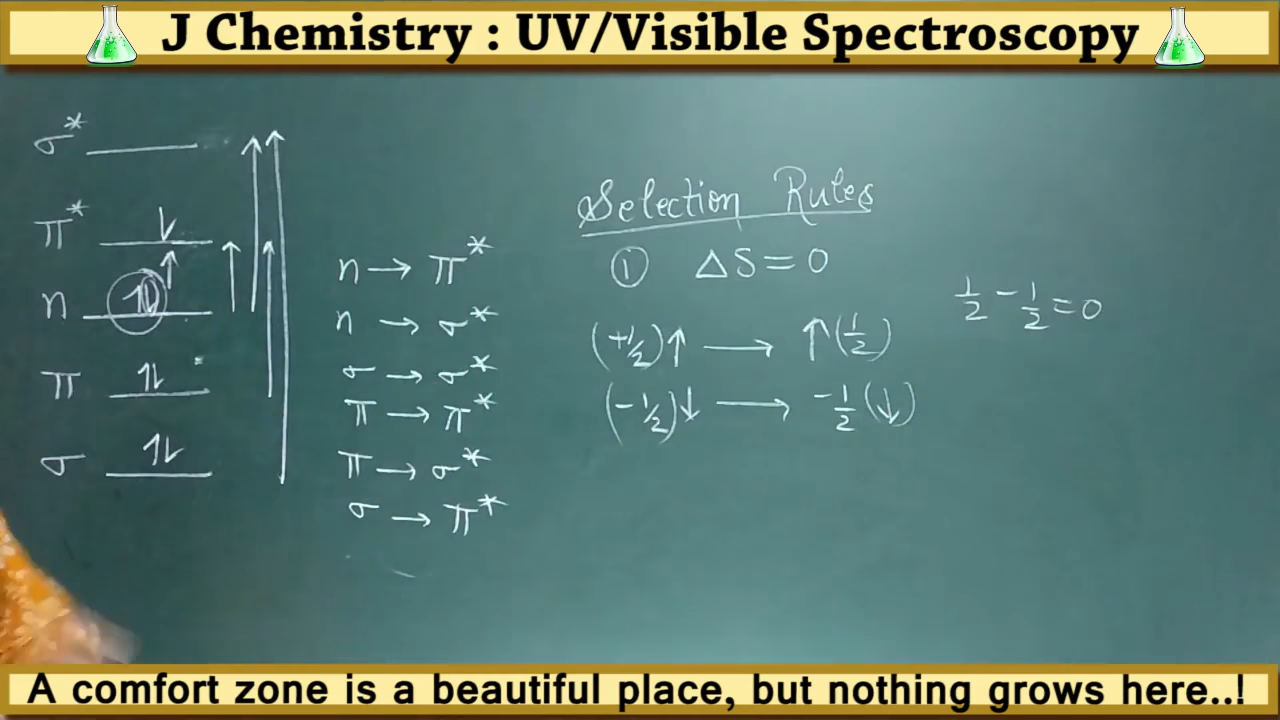 J Chemistry : UV/Visible Spectroscopy
σ*
π*
n
π
σ
n → π*
n → σ*
σ → σ*
π → π*
π → σ*
σ → π*
Selection Rules
① ΔS = 0
(+1/2)↑ → ↑(1/2)
(-1/2)↓ → -1/2 (↓)
1/2 - 1/2 = 0
A comfort zone is a beautiful place, but nothing grows here..!